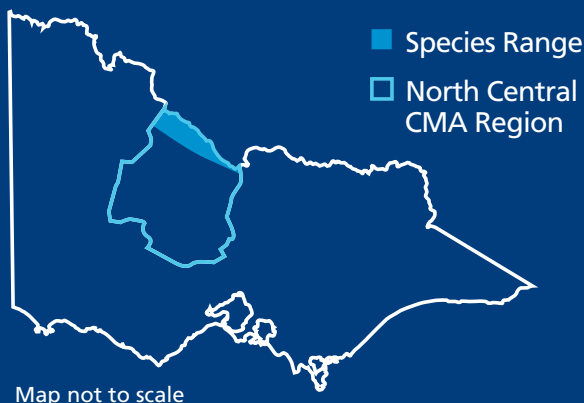 Species Range
North Central
CMA Region
Map not to scale